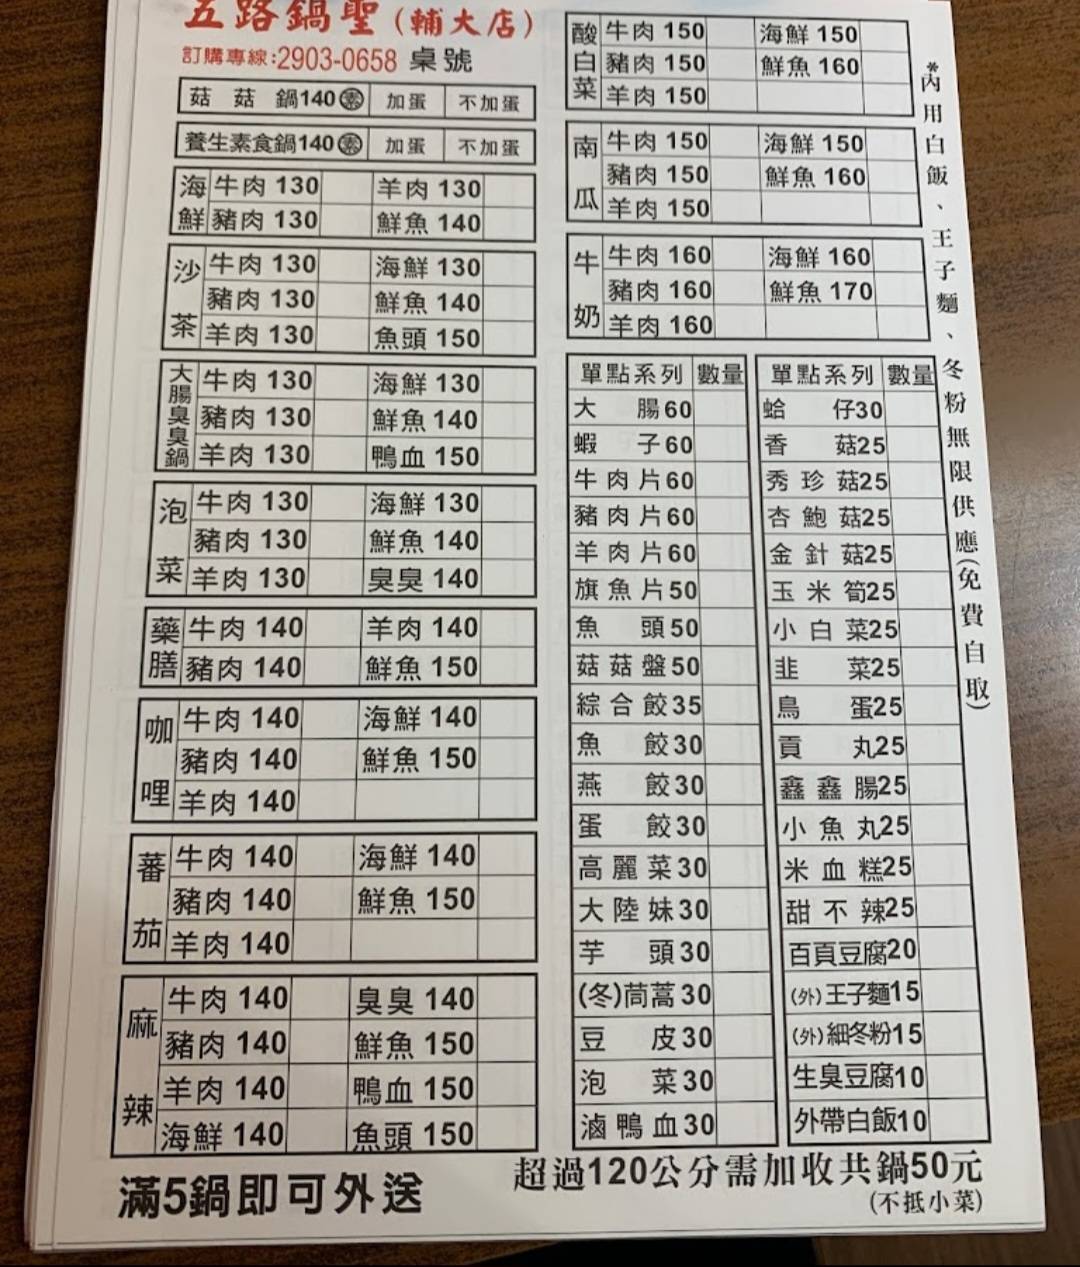 五路鍋聖(輔大店)
訂購專線:2903-0658 桌號
菇菇鍋140素 加蛋 不加蛋
養生素食鍋140素 加蛋 不加蛋
海鮮
牛肉 130 羊肉 130
豬肉 130 鮮魚 140
沙茶
牛肉 130 海鮮 130
豬肉 130 鮮魚 140
羊肉 130 魚頭 150
大腸臭臭鍋
牛肉 130 海鮮 130
豬肉 130 鮮魚 140
羊肉 130 鴨血 150
泡菜
牛肉 130 海鮮 130
豬肉 130 鮮魚 140
羊肉 130 臭臭 140
藥膳
牛肉 140 羊肉 140
豬肉 140 鮮魚 150
咖哩
牛肉 140 海鮮 140
豬肉 140 鮮魚 150
羊肉 140
蕃茄
牛肉 140 海鮮 140
豬肉 140 鮮魚 150
羊肉 140
麻辣
牛肉 140 臭臭 140
豬肉 140 鮮魚 150
羊肉 140 鴨血 150
海鮮 140 魚頭 150
滿5鍋即可外送
酸白菜
牛肉 150 海鮮 150
豬肉 150 鮮魚 160
羊肉 150
南瓜
牛肉 150 海鮮 150
豬肉 150 鮮魚 160
羊肉 150
牛奶
牛肉 160 海鮮 160
豬肉 160 鮮魚 170
羊肉 160
單點系列 數量
大腸60
蝦子60
牛肉片60
豬肉片60
羊肉片60
旗魚片50
魚頭50
菇菇盤50
綜合餃35
魚餃30
燕餃30
蛋餃30
高麗菜30
大陸妹30
芋頭30
(冬)茼蒿30
豆皮30
泡菜30
滷鴨血30
單點系列 數量
蛤仔30
香菇25
秀珍菇25
杏鮑菇25
金針菇25
玉米筍25
小白菜25
韭菜25
鳥蛋25
貢丸25
鑫鑫腸25
小魚丸25
米血糕25
甜不辣25
百頁豆腐20
(外)王子麵15
(外)細冬粉15
生臭豆腐10
外帶白飯10
*內用白飯、王子麵、冬粉無限供應(免費自取)
超過120公分需加收共鍋50元
(不抵小菜)